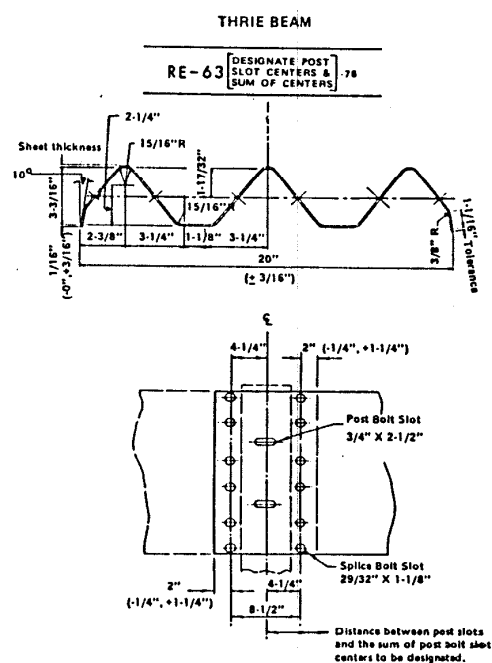 THRIE BEAM
RE-63 [DESIGNATE POST SLOT CENTERS & SUM OF CENTERS] -76
2-1/4"
Sheet thickness
15/16"R
10°
1-17/32"
3-3/16"
15/16"R
2-3/8"
3-1/4"
1-1/8"
3-1/4"
3/8" R.
1-1/16" Tolerance
1/16"
(-0", +3/16")
20"
(± 3/16")
℄
4-1/4"
2" (-1/4", +1-1/4")
Post Bolt Slot
3/4" X 2-1/2"
Splice Bolt Slot
29/32" X 1-1/8"
2"
(-1/4", +1-1/4")
4-1/4"
8-1/2"
Distance between post slots
and the sum of post bolt slot
centers to be designated.